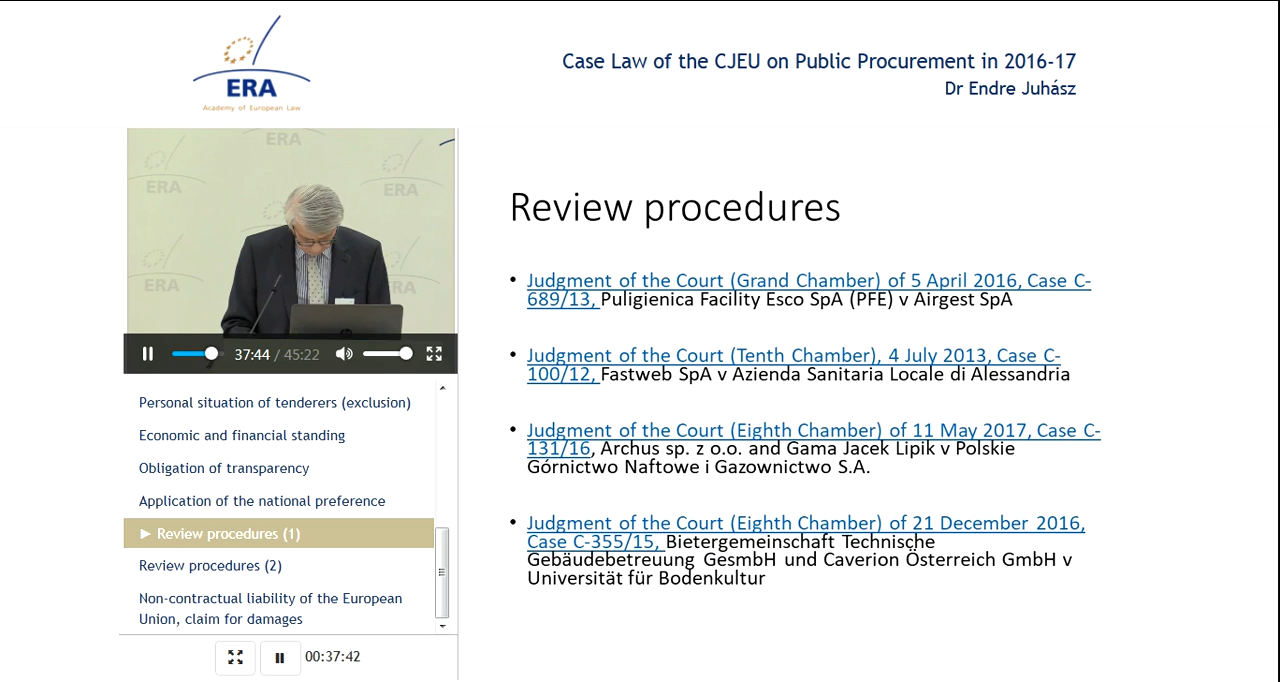 ERA
Academy of European Law
Case Law of the CJEU on Public Procurement in 2016-17
Dr Endre Juhász
ERA
ERA
ERA
ERA
ERA
37:44 / 45:22
Personal situation of tenderers (exclusion)
Economic and financial standing
Obligation of transparency
Application of the national preference
► Review procedures (1)
Review procedures (2)
Non-contractual liability of the European
Union, claim for damages
00:37:42
Review procedures
• Judgment of the Court (Grand Chamber) of 5 April 2016, Case C-
689/13, Puligienica Facility Esco SpA (PFE) v Airgest SpA
• Judgment of the Court (Tenth Chamber), 4 July 2013, Case C-
100/12, Fastweb SpA v Azienda Sanitaria Locale di Alessandria
• Judgment of the Court (Eighth Chamber) of 11 May 2017, Case C-
131/16, Archus sp. z o.o. and Gama Jacek Lipik v Polskie
Górnictwo Naftowe i Gazownictwo S.A.
• Judgment of the Court (Eighth Chamber) of 21 December 2016,
Case C-355/15, Bietergemeinschaft Technische
Gebäudebetreuung GesmbH und Caverion Österreich GmbH v
Universität für Bodenkultur